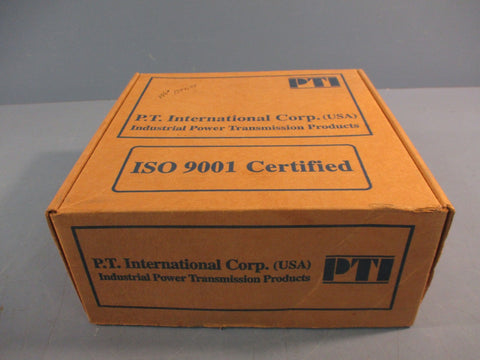 PTI
P.T. International Corp. (USA)
Industrial Power Transmission Products
ISO 9001 Certified
P.T. International Corp. (USA)
Industrial Power Transmission Products
PTI